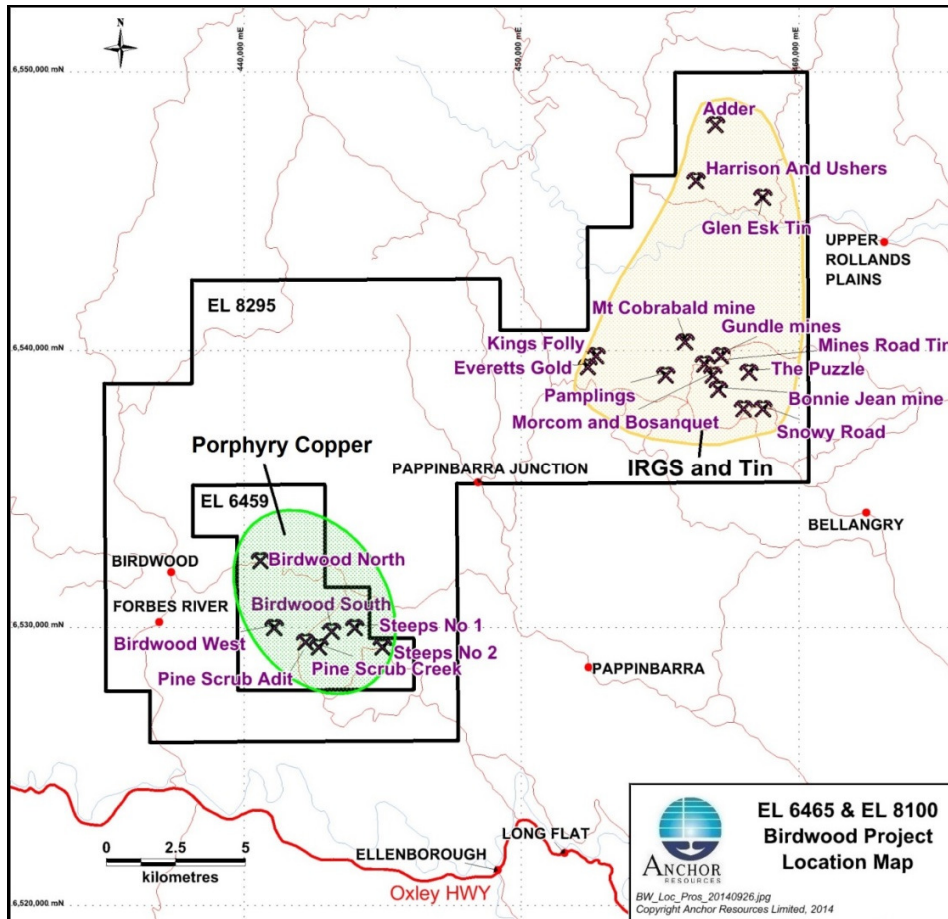 N
440,000 mE
450,000 mE
460,000 mE
6,550,000 mN
Adder
Harrison And Ushers
Glen Esk Tin
UPPER
ROLLANDS
PLAINS
EL 8295
Mt Cobrabald mine
Gundle mines
6,540,000 mN
Kings Folly
Mines Road Tin
Everetts Gold
The Puzzle
Pamplings
Bonnie Jean mine
Morcom and Bosanquet
Snowy Road
Porphyry Copper
IRGS and Tin
PAPPINBARRA JUNCTION
EL 6459
BELLANGRY
BIRDWOOD
Birdwood North
FORBES RIVER
Birdwood South
6,530,000 mN
Steeps No 1
Birdwood West
Steeps No 2
Pine Scrub Creek
Pine Scrub Adit
PAPPINBARRA
0 2.5 5
kilometres
ELLENBOROUGH
LONG FLAT
Oxley HWY
6,520,000 mN
ANCHOR
RESOURCES
EL 6465 & EL 8100
Birdwood Project
Location Map
BW_Loc_Pros_20140926.jpg
Copyright Anchor Resources Limited, 2014